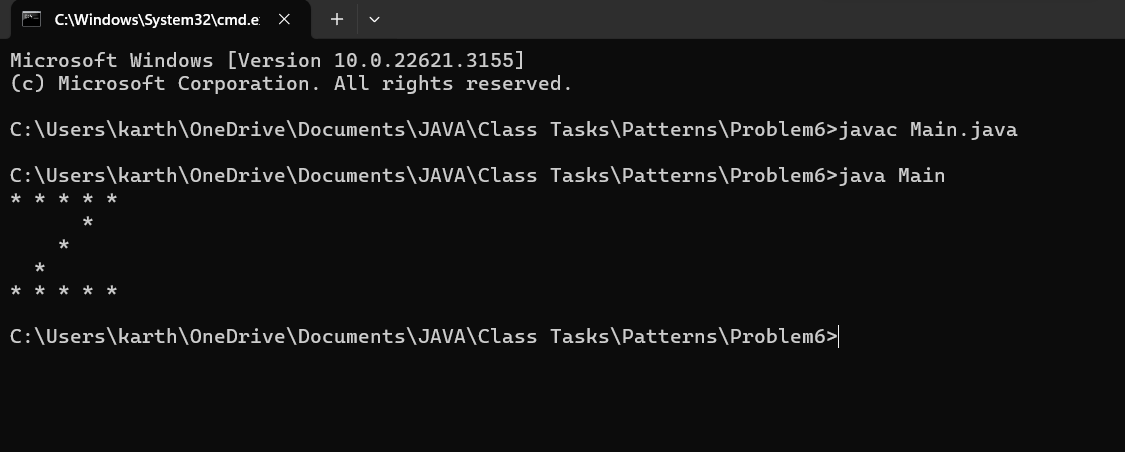 C:\Windows\System32\cmd.e
Microsoft Windows [Version 10.0.22621.3155]
(c) Microsoft Corporation. All rights reserved.
C:\Users\karth\OneDrive\Documents\JAVA\Class Tasks\Patterns\Problem6>javac Main.java
C:\Users\karth\OneDrive\Documents\JAVA\Class Tasks\Patterns\Problem6>java Main
* * * * *
      *
    *
  *
* * * * *
C:\Users\karth\OneDrive\Documents\JAVA\Class Tasks\Patterns\Problem6>